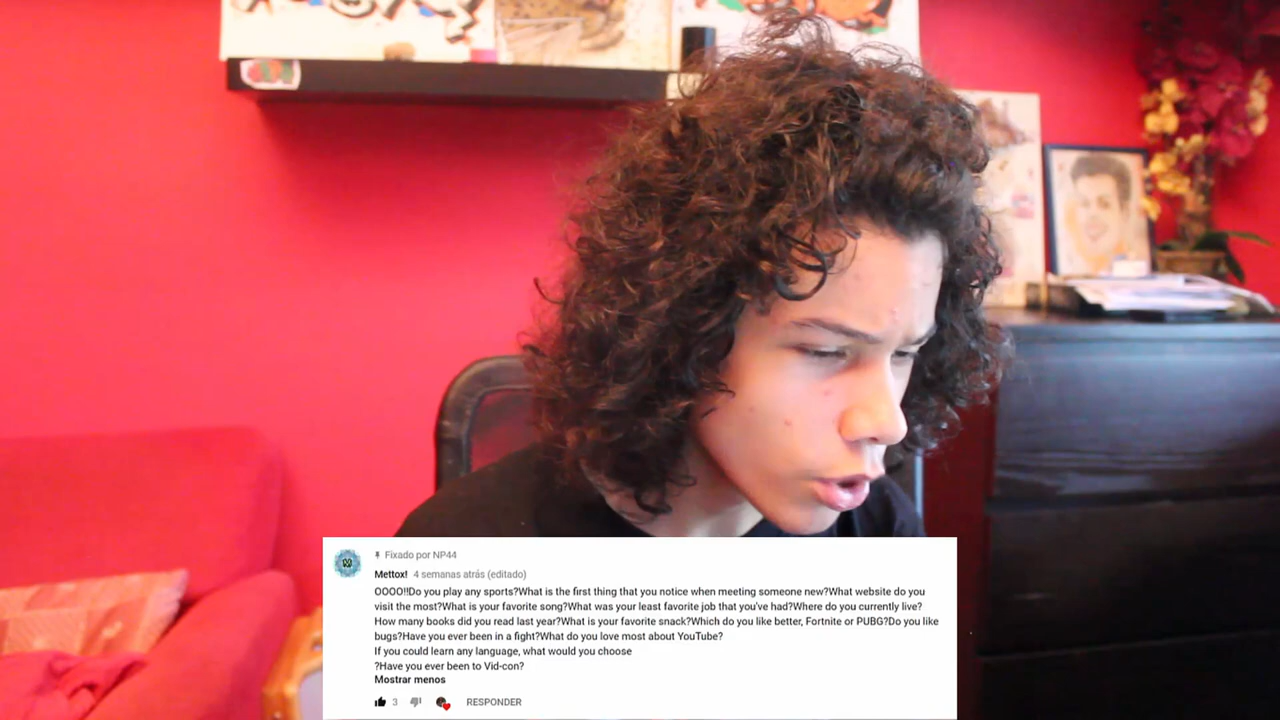 Fixado por NP44
Mettox! 4 semanas atrás (editado)
OOOO!!Do you play any sports?What is the first thing that you notice when meeting someone new?What website do you
visit the most?What is your favorite song?What was your least favorite job that you've had?Where do you currently live?
How many books did you read last year?What is your favorite snack?Which do you like better, Fortnite or PUBG?Do you like
bugs?Have you ever been in a fight?What do you love most about YouTube?
If you could learn any language, what would you choose
?Have you ever been to Vid-con?
Mostrar menos
3 RESPONDER